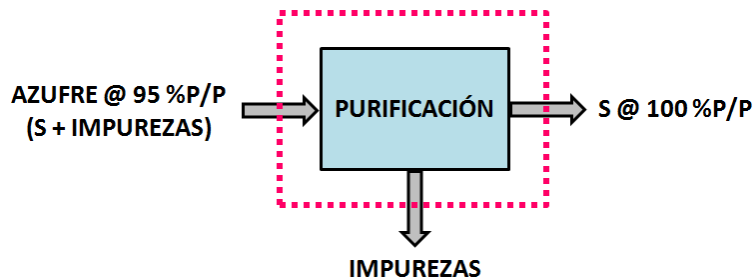 AZUFRE @ 95 %P/P
(S + IMPUREZAS)
PURIFICACIÓN
S @ 100 %P/P
IMPUREZAS